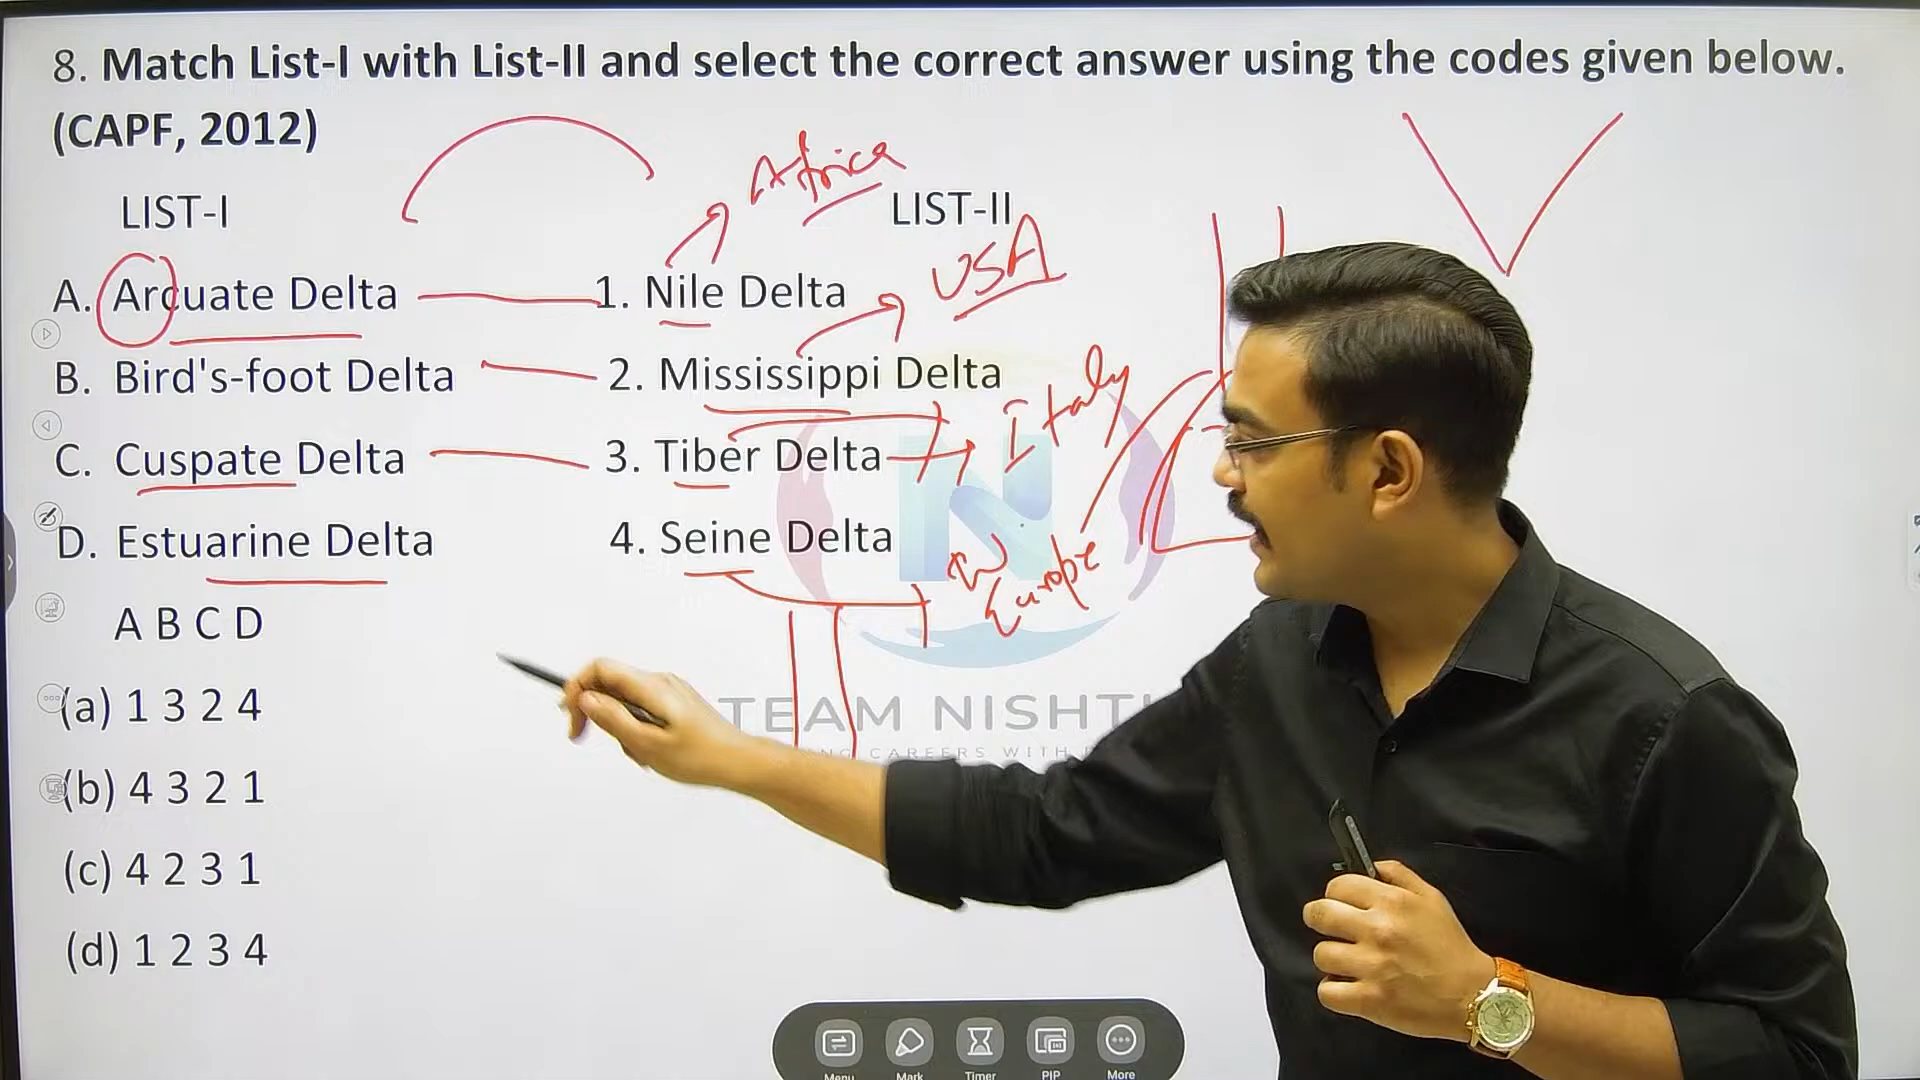 8. Match List-I with List-II and select the correct answer using the codes given below.
(CAPF, 2012)
Africa
LIST-I LIST-II
USA
A. Arcuate Delta 1. Nile Delta
B. Bird's-foot Delta 2. Mississippi Delta
Italy
C. Cuspate Delta 3. Tiber Delta
D. Estuarine Delta 4. Seine Delta
W Europe
A B C D
(a) 1 3 2 4
TEAM NISHT
CAREERS WITH
(b) 4 3 2 1
(c) 4 2 3 1
(d) 1 2 3 4
Menu Mark Timer PIP More